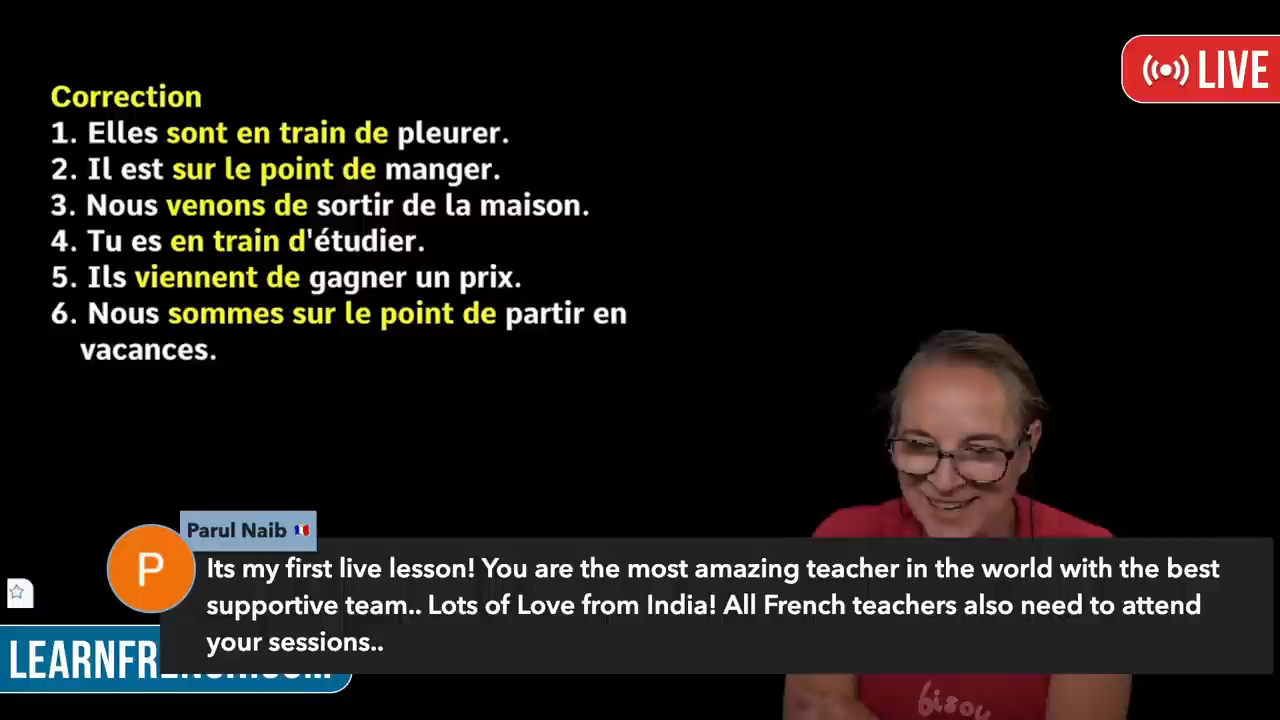 Correction
LIVE
1. Elles sont en train de pleurer.
2. Il est sur le point de manger.
3. Nous venons de sortir de la maison.
4. Tu es en train d'étudier.
5. Ils viennent de gagner un prix.
6. Nous sommes sur le point de partir en
vacances.
Parul Naib
P
Its my first live lesson! You are the most amazing teacher in the world with the best
supportive team.. Lots of Love from India! All French teachers also need to attend
your sessions..
bisou